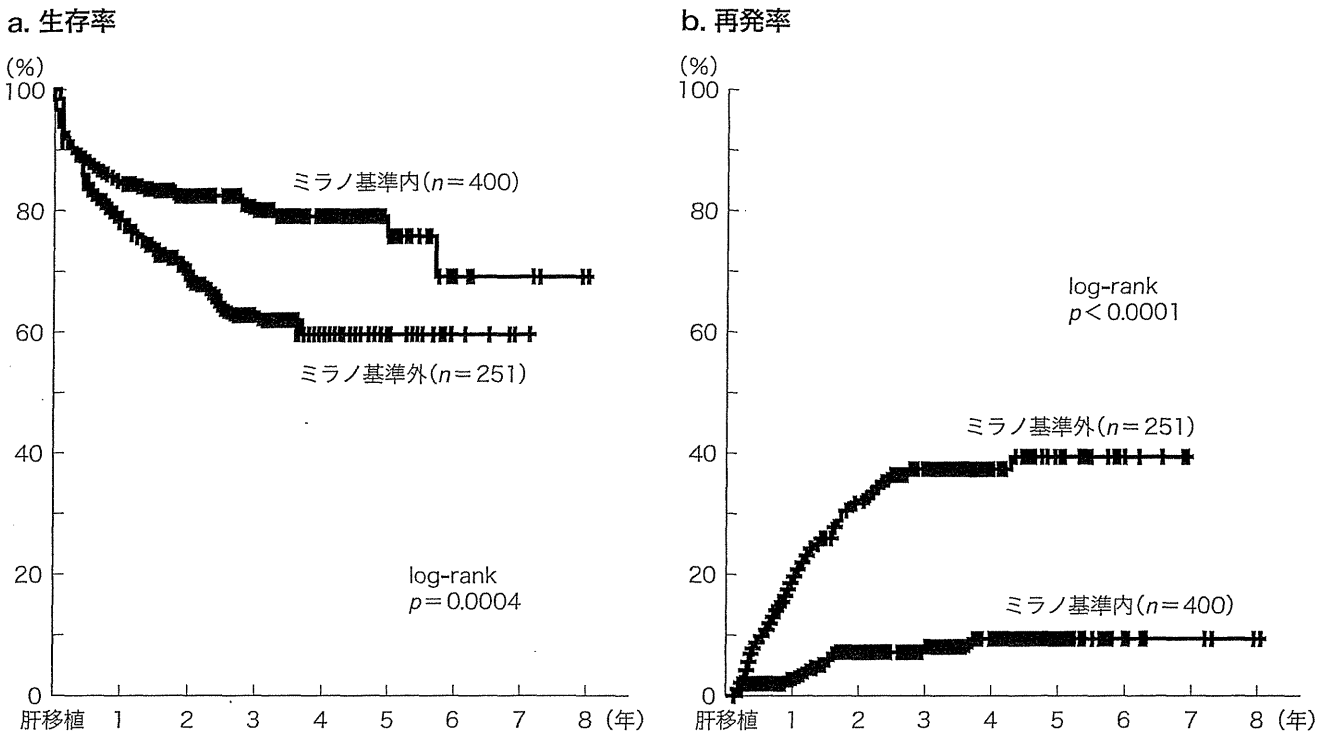 a. 生存率
(%)
100
80
60
40
20
0
ミラノ基準内(n=400)
ミラノ基準外(n=251)
log-rank
p=0.0004
肝移植 1 2 3 4 5 6 7 8 (年)
b. 再発率
(%)
100
80
60
40
20
0
log-rank
p<0.0001
ミラノ基準外(n=251)
ミラノ基準内(n=400)
肝移植 1 2 3 4 5 6 7 8 (年)